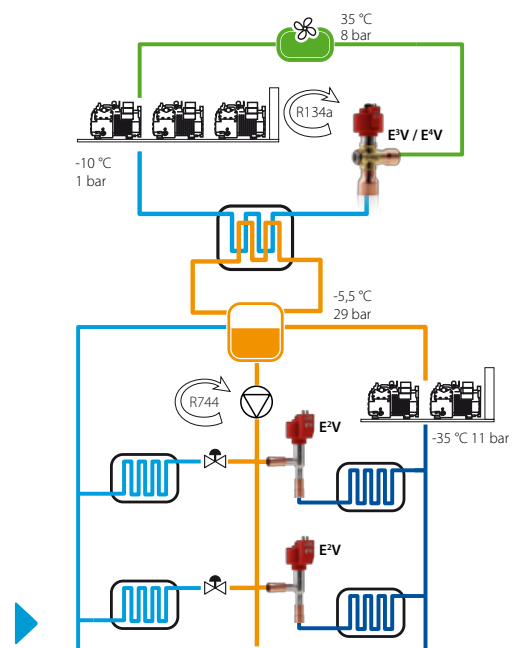 35 °C
8 bar
R134a
E³V / E⁴V
-10 °C
1 bar
-5,5 °C
29 bar
R744
E²V
-35 °C 11 bar
E²V